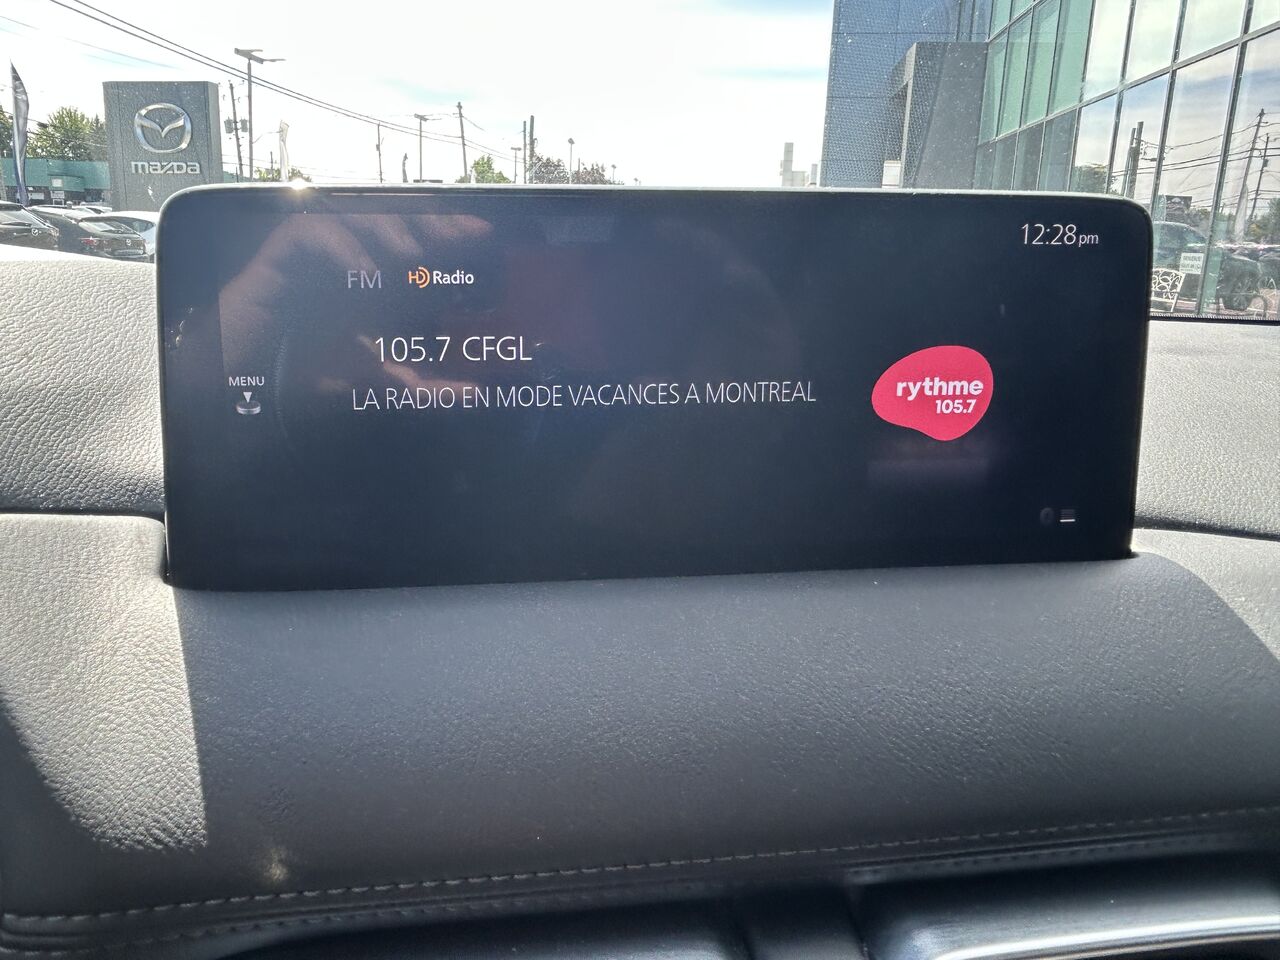 mazda
12:28pm
FM HD Radio
105.7 CFGL
MENU
LA RADIO EN MODE VACANCES A MONTREAL
rythme
105.7